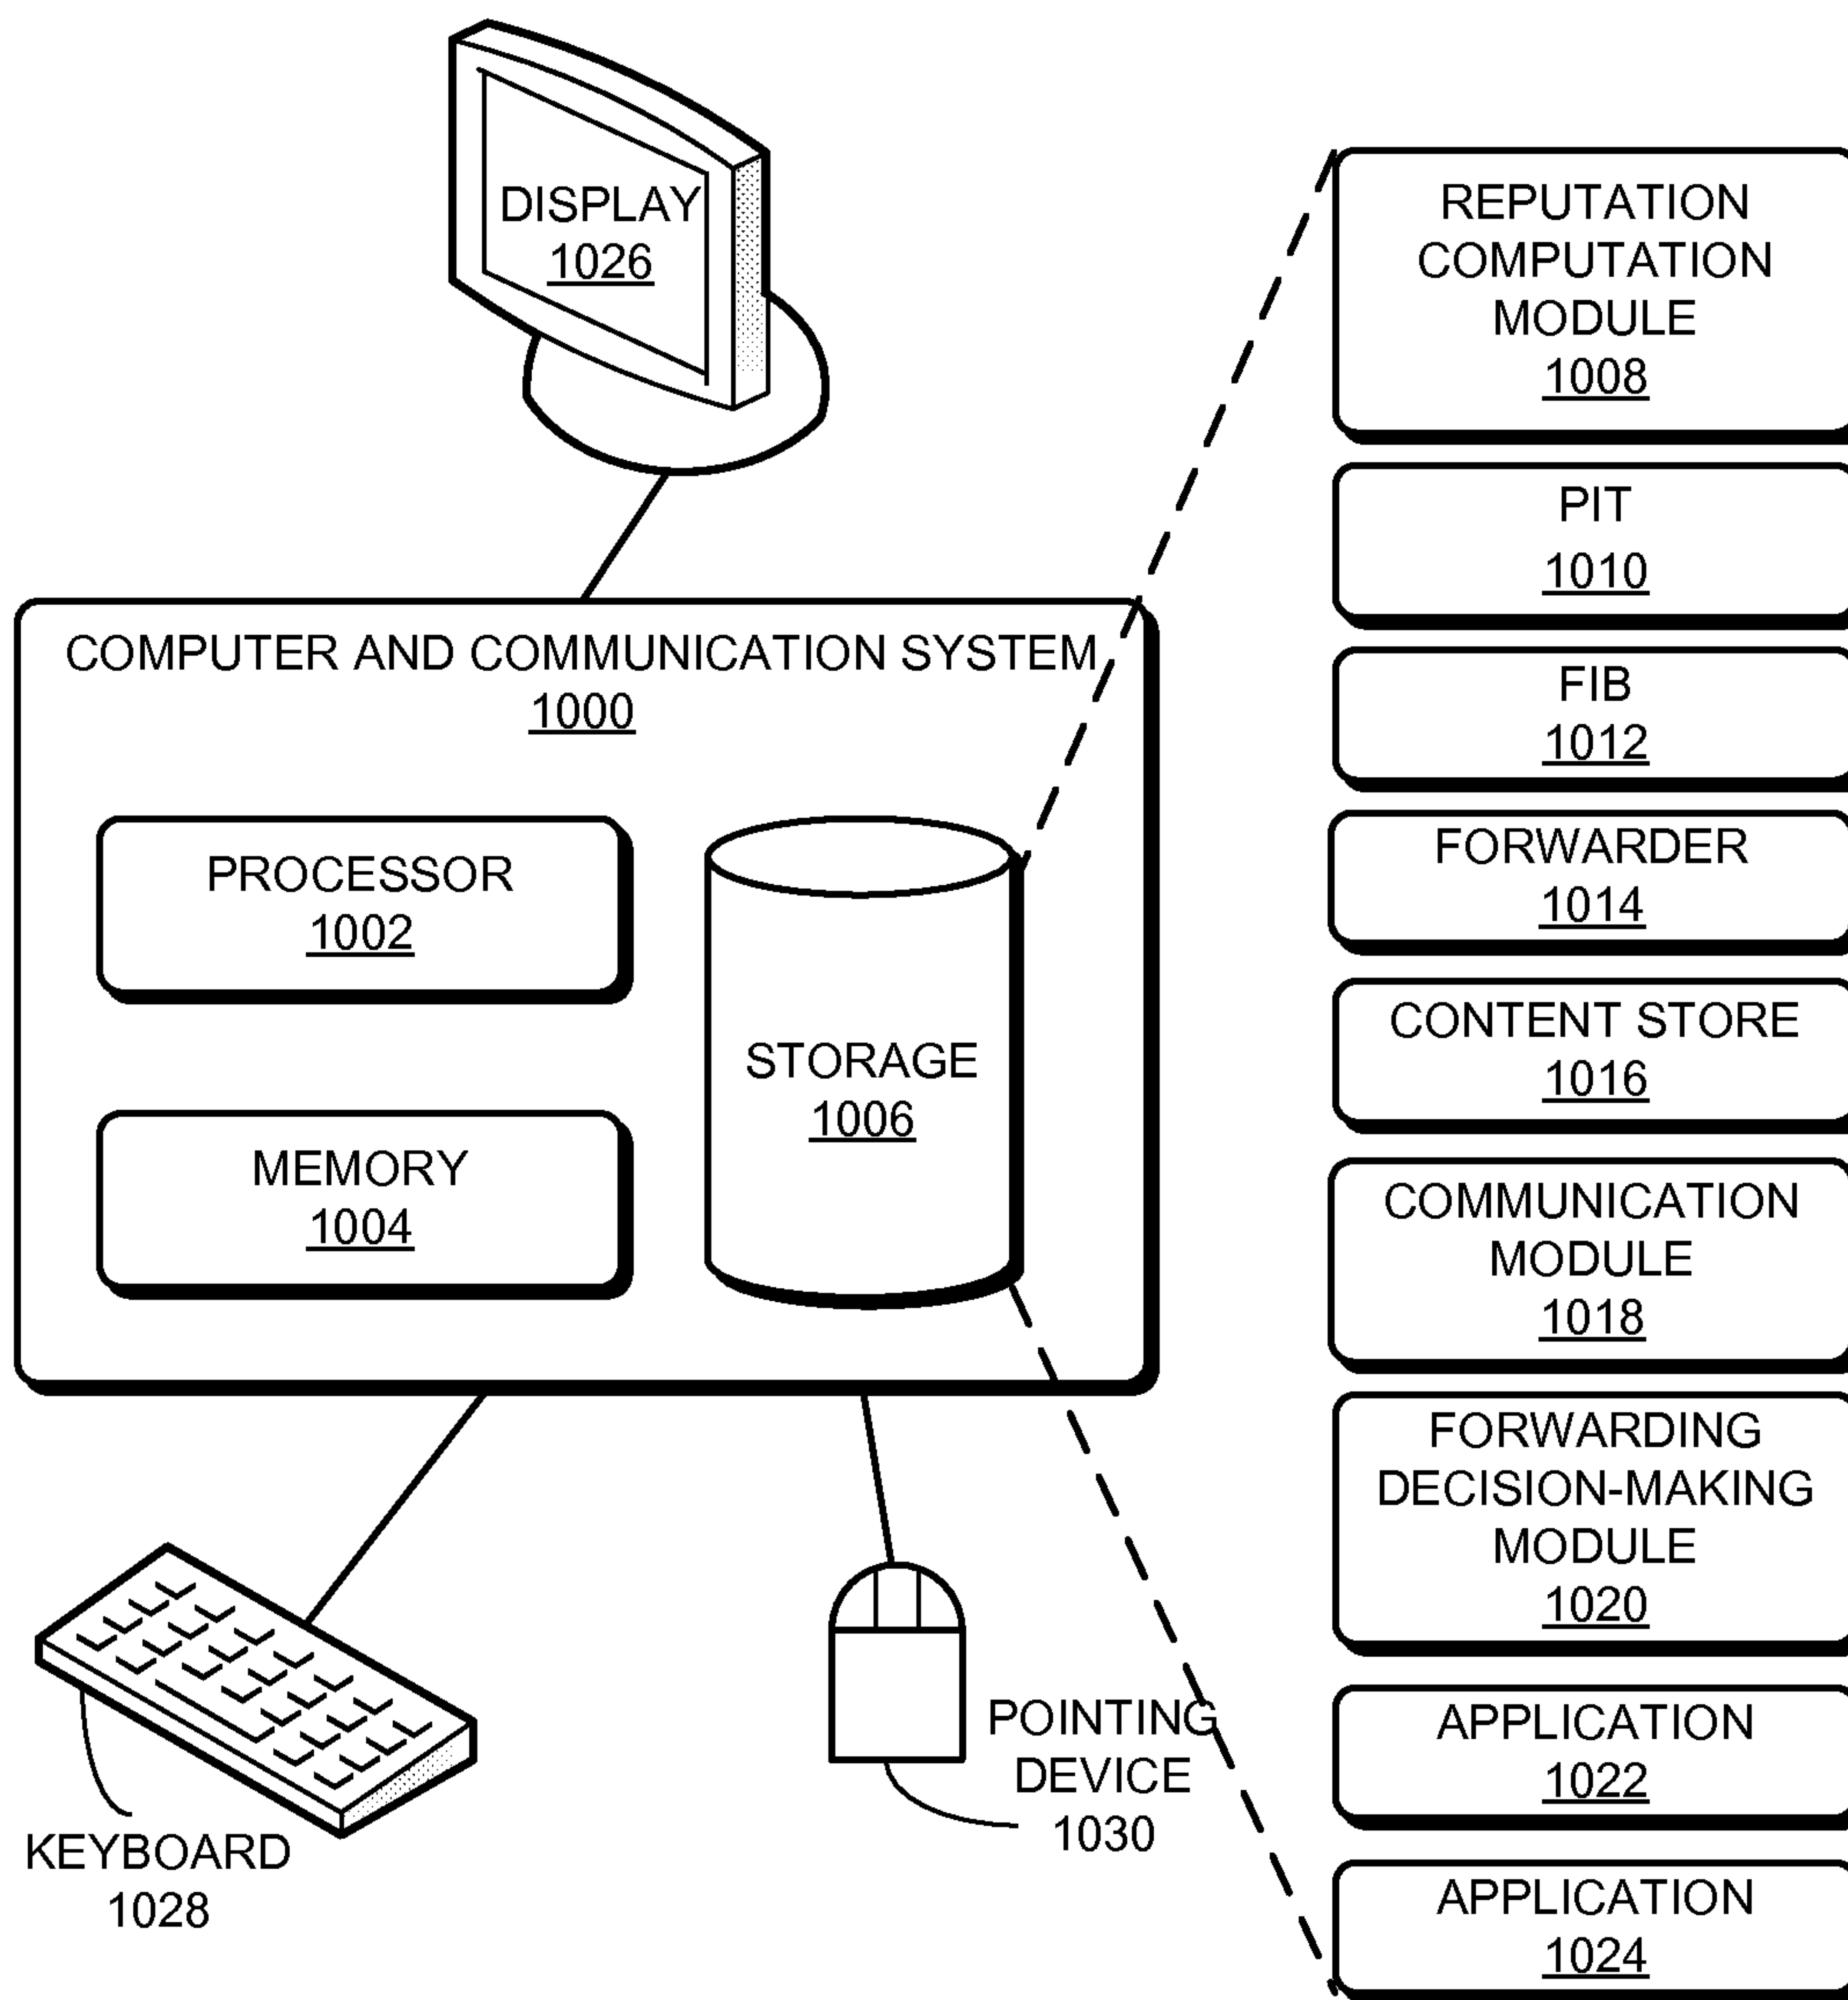 DISPLAY
1026
COMPUTER AND COMMUNICATION SYSTEM
1000
PROCESSOR
1002
MEMORY
1004
STORAGE
1006
KEYBOARD
1028
POINTING
DEVICE
1030
REPUTATION
COMPUTATION
MODULE
1008
PIT
1010
FIB
1012
FORWARDER
1014
CONTENT STORE
1016
COMMUNICATION
MODULE
1018
FORWARDING
DECISION-MAKING
MODULE
1020
APPLICATION
1022
APPLICATION
1024